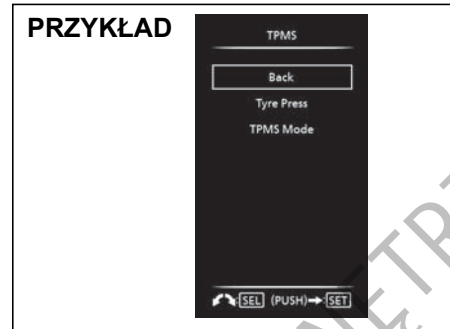 PRZYKŁAD
TPMS
Back
Tyre Press
TPMS Mode
SEL (PUSH)➔SET